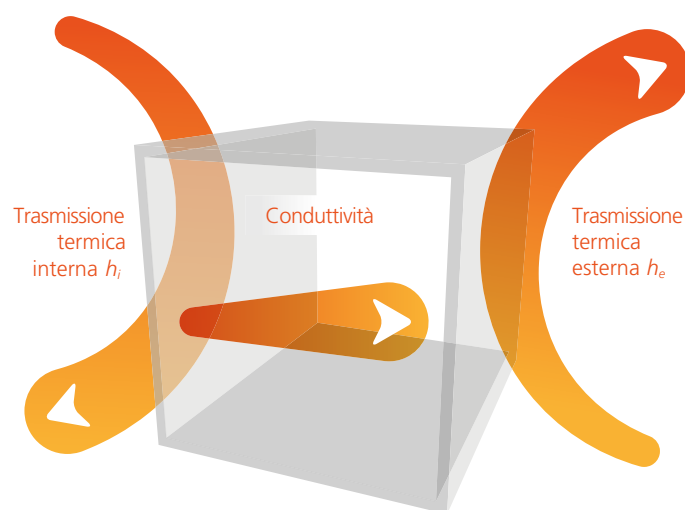 Trasmissione
termica
interna hᵢ
Conduttività
Trasmissione
termica
esterna hₑ